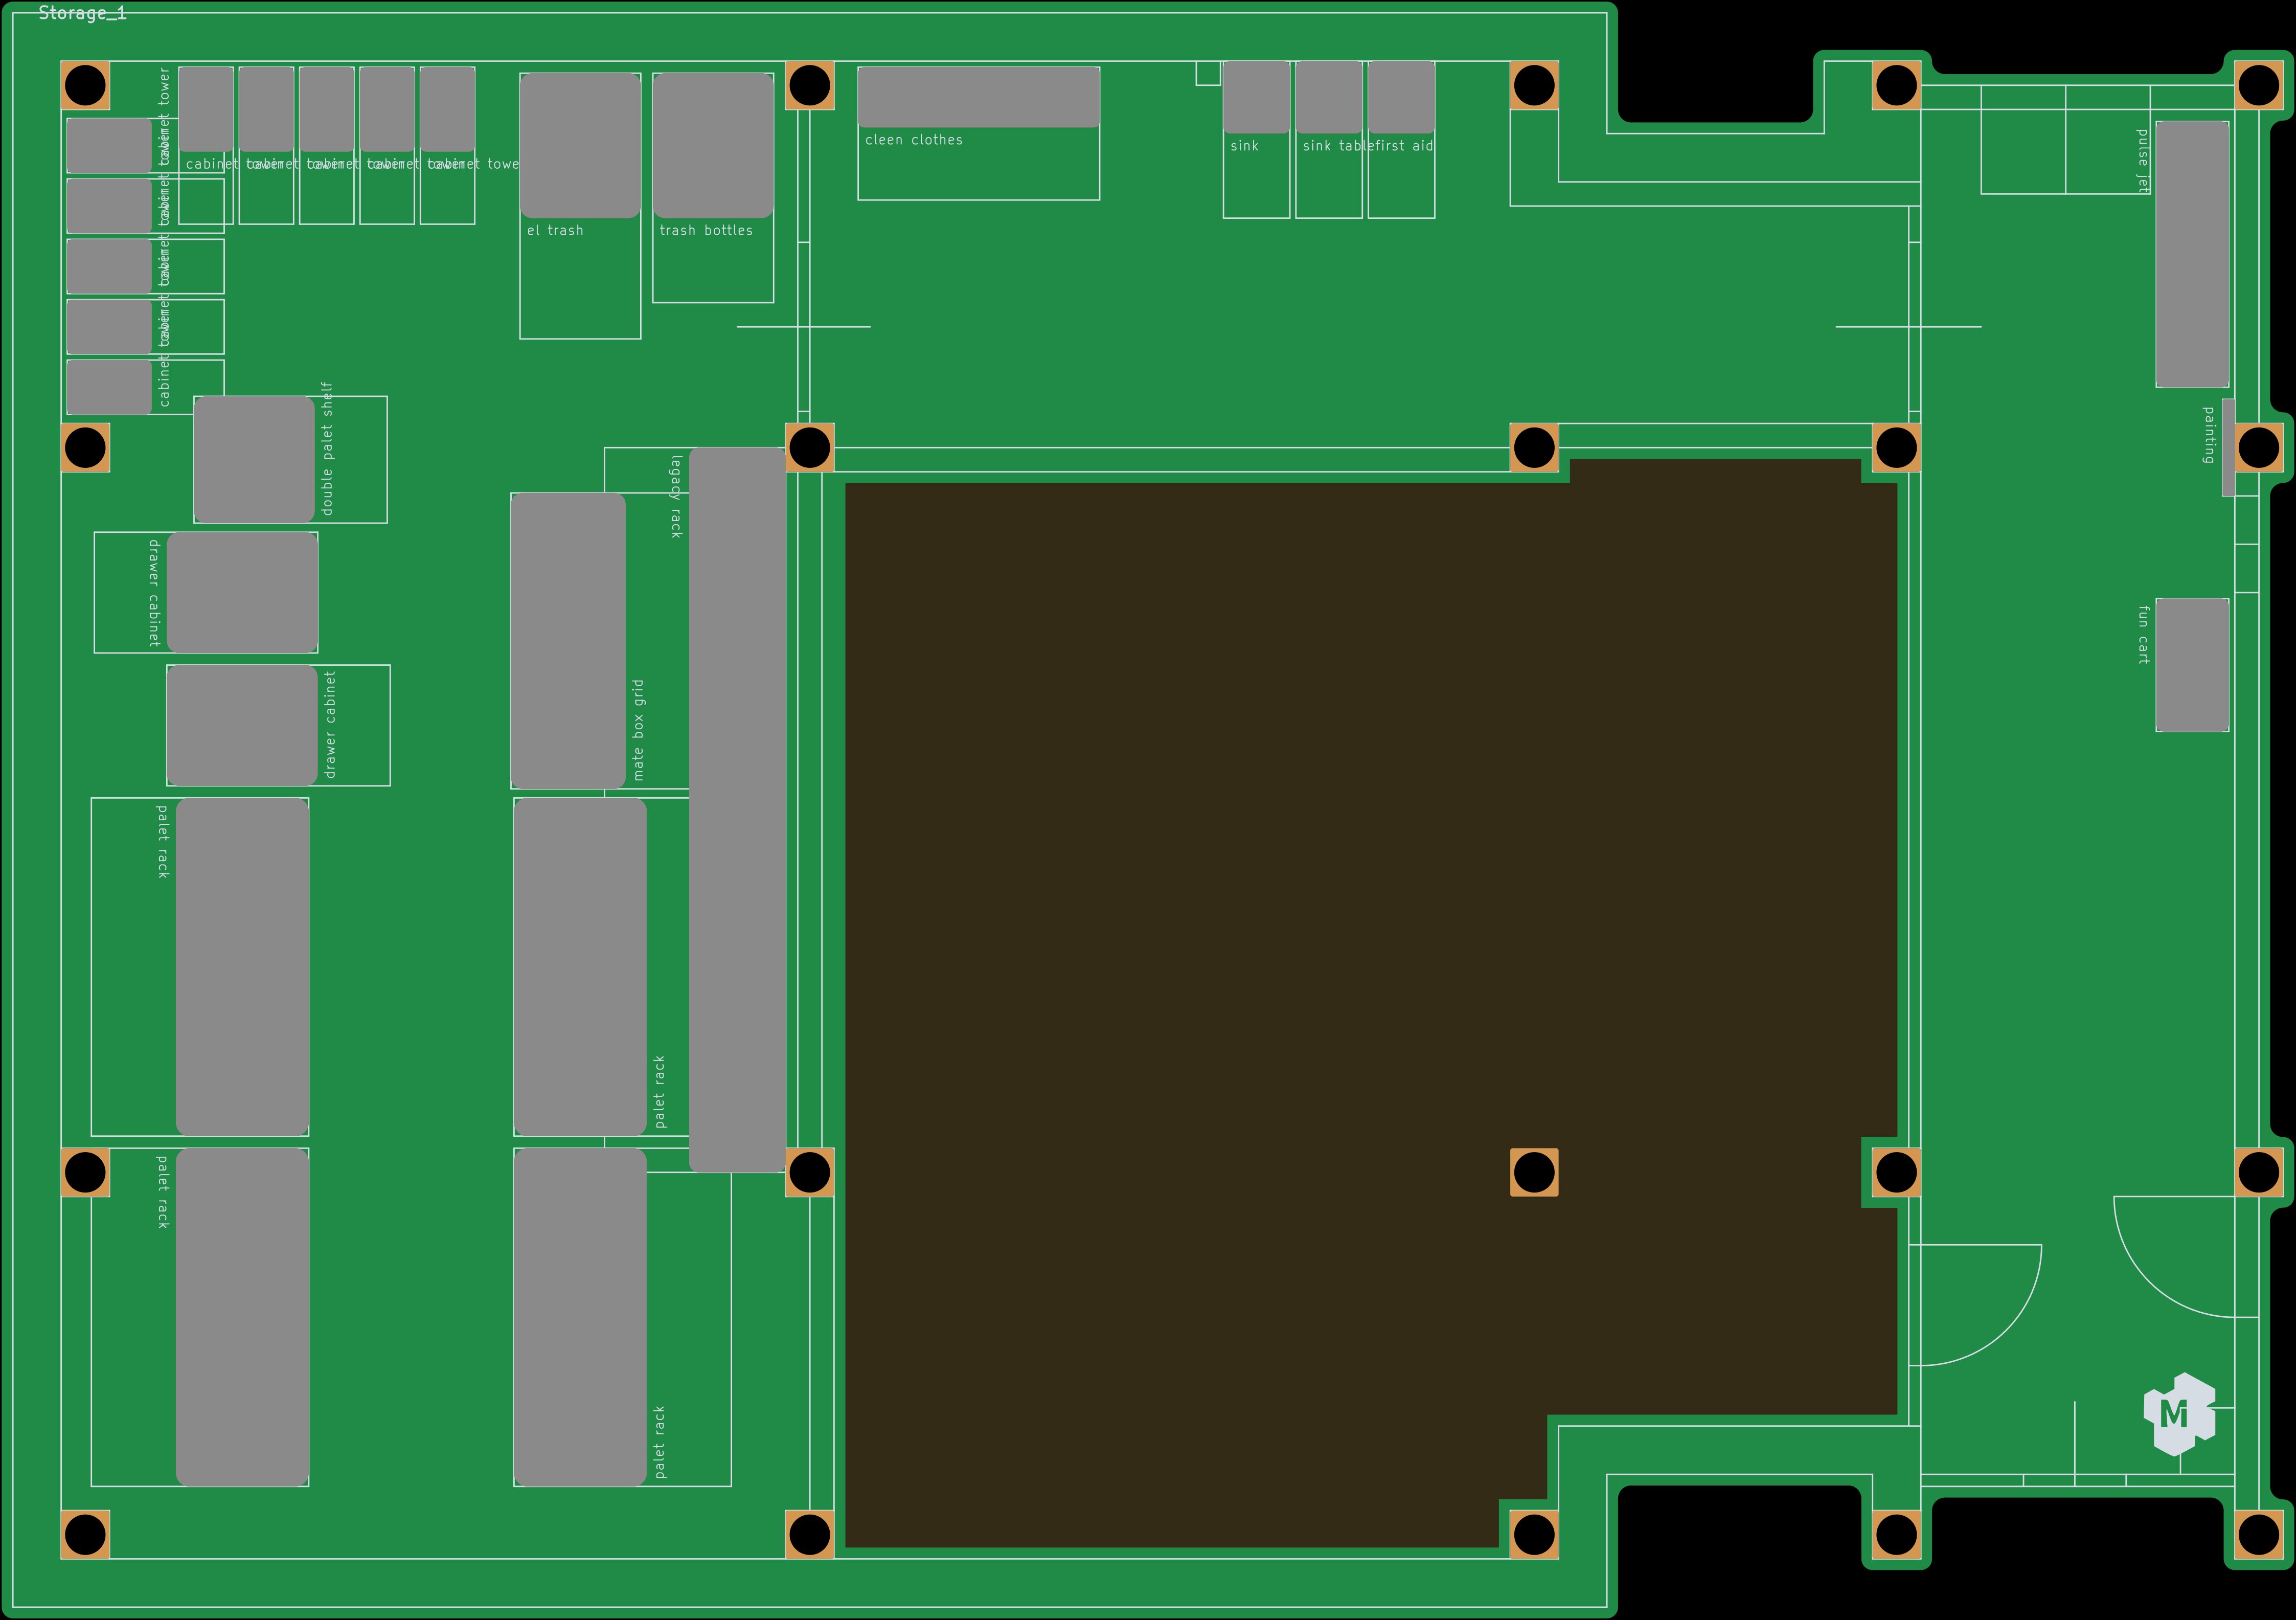 Storage_1
cabinet tower
cabinet tower
cabinet tower
cabinet tower
cabinet tower
cabinet tower
cabinet tower
cabinet tower
cabinet tower
cabinet tower
el trash
trash bottles
cleen clothes
sink
sink table
first aid
pulse jet
painting
fun cart
double palet shelf
drawer cabinet
drawer cabinet
legacy rack
mate box grid
palet rack
palet rack
palet rack
palet rack
M